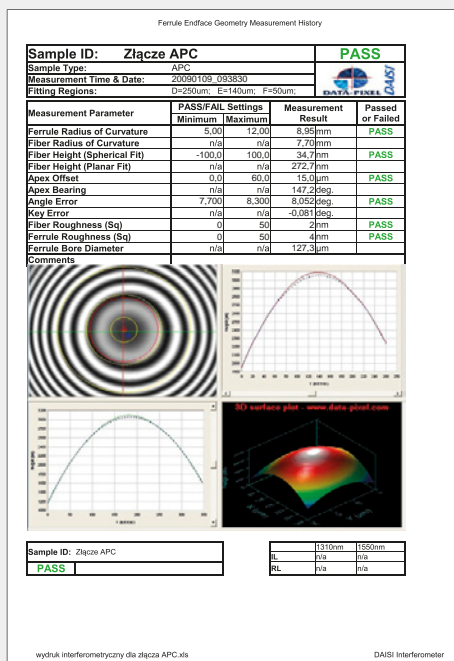 Ferrule Endface Geometry Measurement History
Sample ID: Złącze APC PASS
Sample Type: APC
Measurement Time & Date: 20090109_093830
Fitting Regions: D=250um; E=140um; F=50um;
DATA-PIXEL DAISI
Measurement Parameter PASS/FAIL Settings Measurement Result Passed or Failed
Minimum Maximum
Ferrule Radius of Curvature 5,00 12,00 8,95 mm PASS
Fiber Radius of Curvature n/a n/a 7,70 mm
Fiber Height (Spherical Fit) -100,0 100,0 34,7 nm PASS
Fiber Height (Planar Fit) n/a n/a 272,7 nm
Apex Offset 0,0 60,0 15,0 µm PASS
Apex Bearing n/a n/a 147,2 deg.
Angle Error 7,700 8,300 8,052 deg. PASS
Key Error n/a n/a -0,081 deg.
Fiber Roughness (Sq) 0 50 2 nm PASS
Ferrule Roughness (Sq) 0 50 4 nm PASS
Ferrule Bore Diameter n/a n/a 127,3 µm
Comments
3D surface plot - www.data-pixel.com
Sample ID: Złącze APC
PASS
1310nm 1550nm
IL n/a n/a
RL n/a n/a
wydruk interferometryczny dla złącza APC.xls DAISI Interferometer